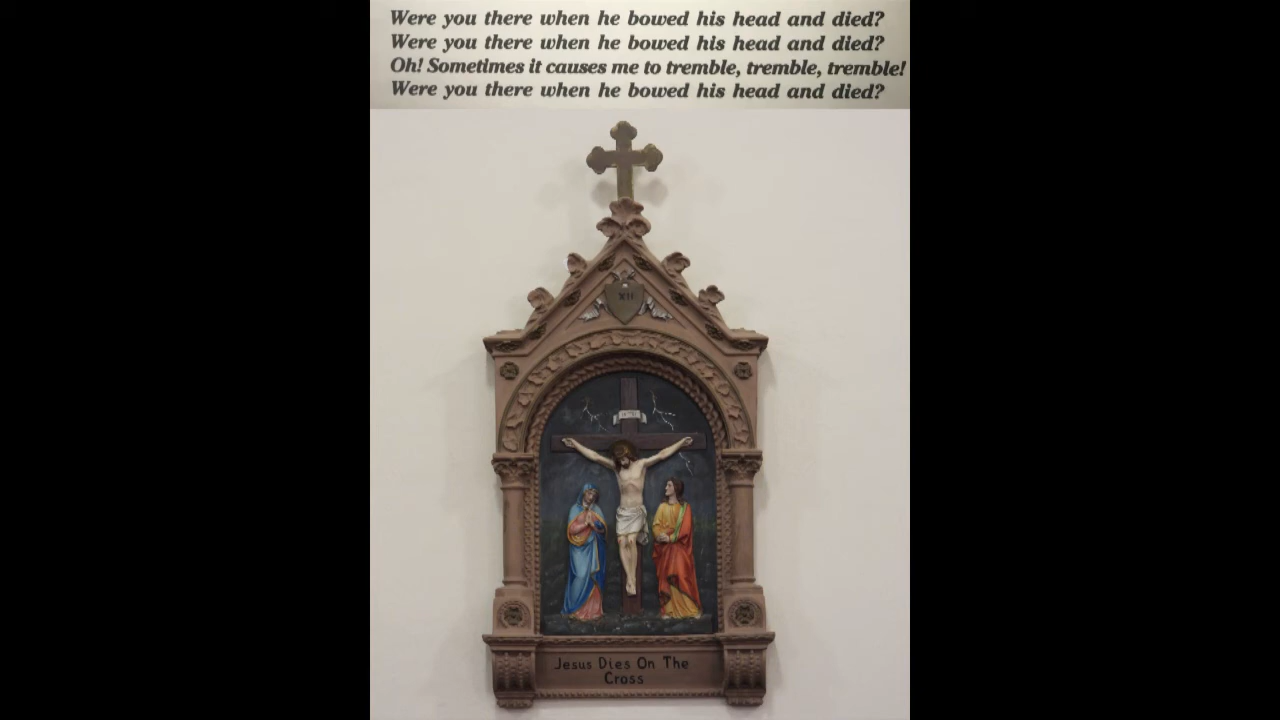 Were you there when he bowed his head and died?
Were you there when he bowed his head and died?
Oh! Sometimes it causes me to tremble, tremble, tremble!
Were you there when he bowed his head and died?
XII
Jesus Dies On The
Cross